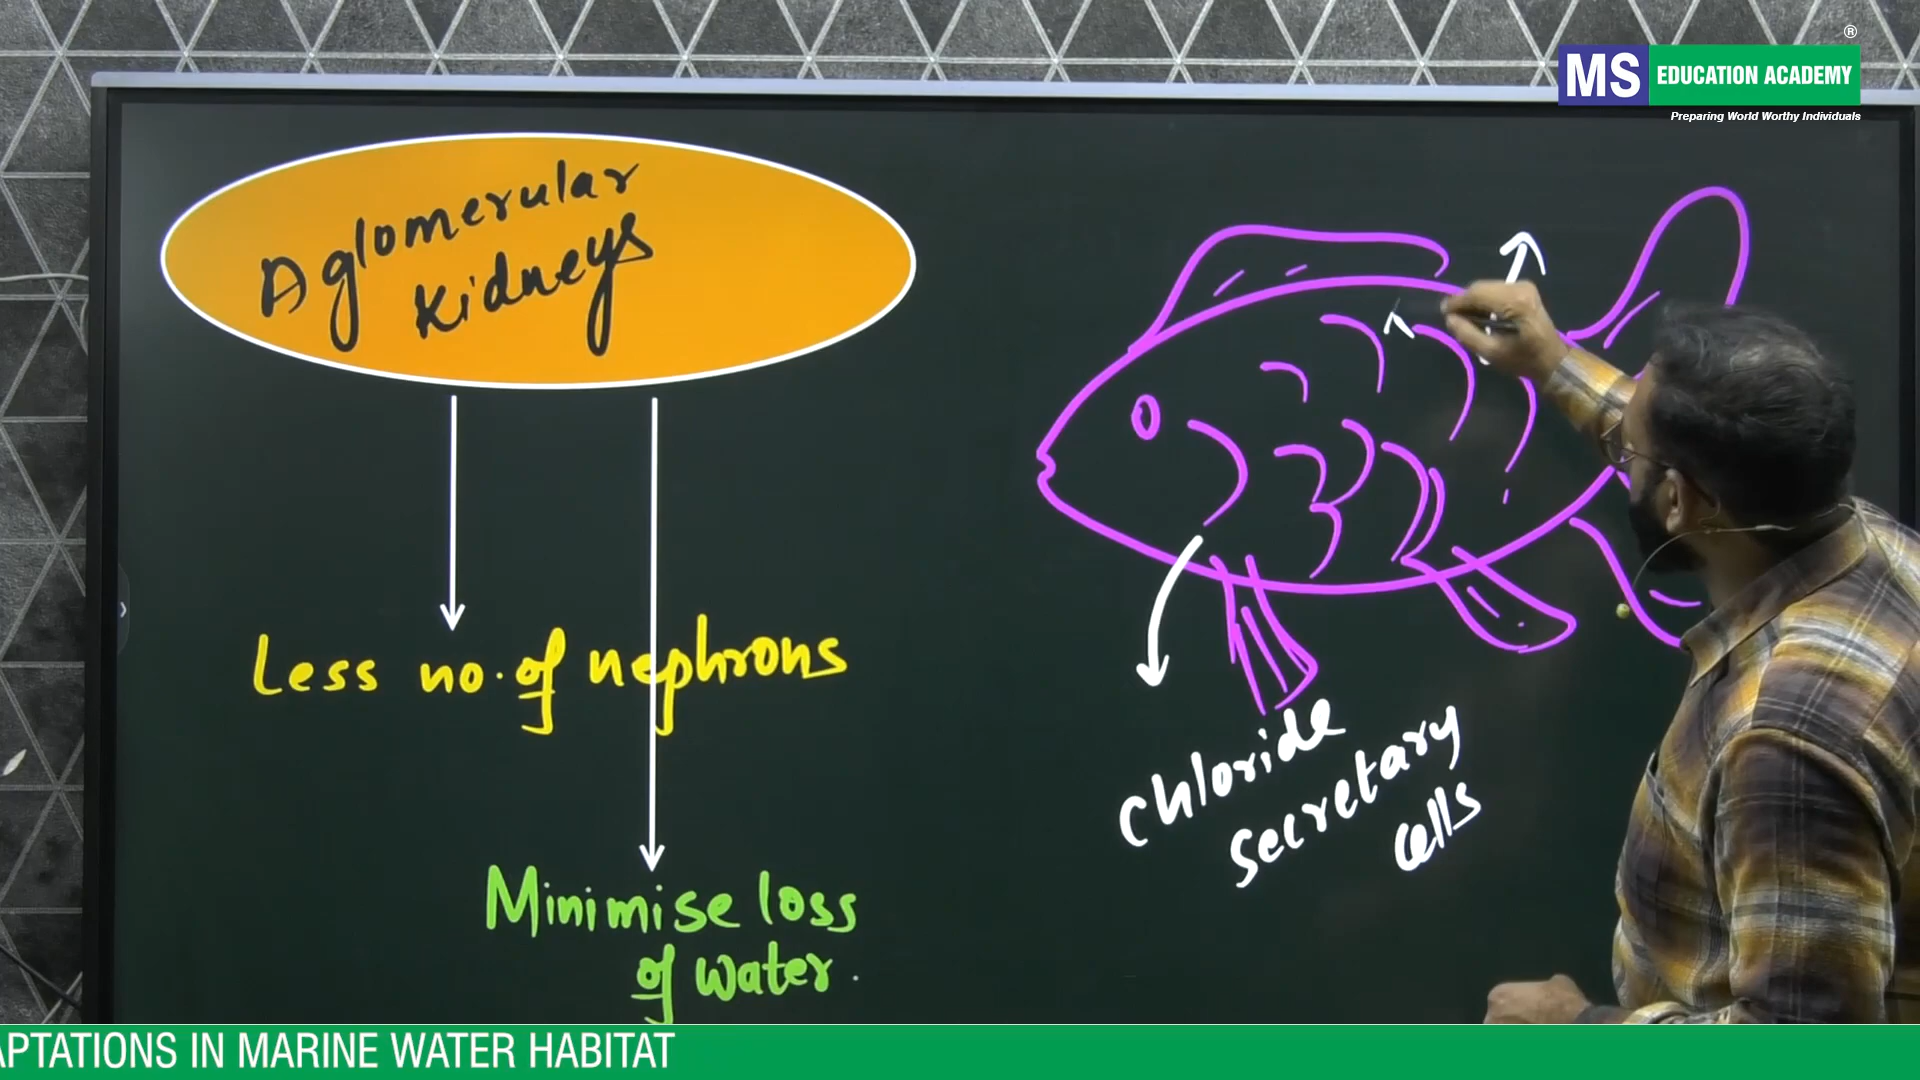 ®
MS EDUCATION ACADEMY
Preparing World Worthy Individuals
Aglomerular
Kidneys
Less no. of nephrons
Minimise loss
of water.
Chloride
secretary
cells
APTATIONS IN MARINE WATER HABITAT